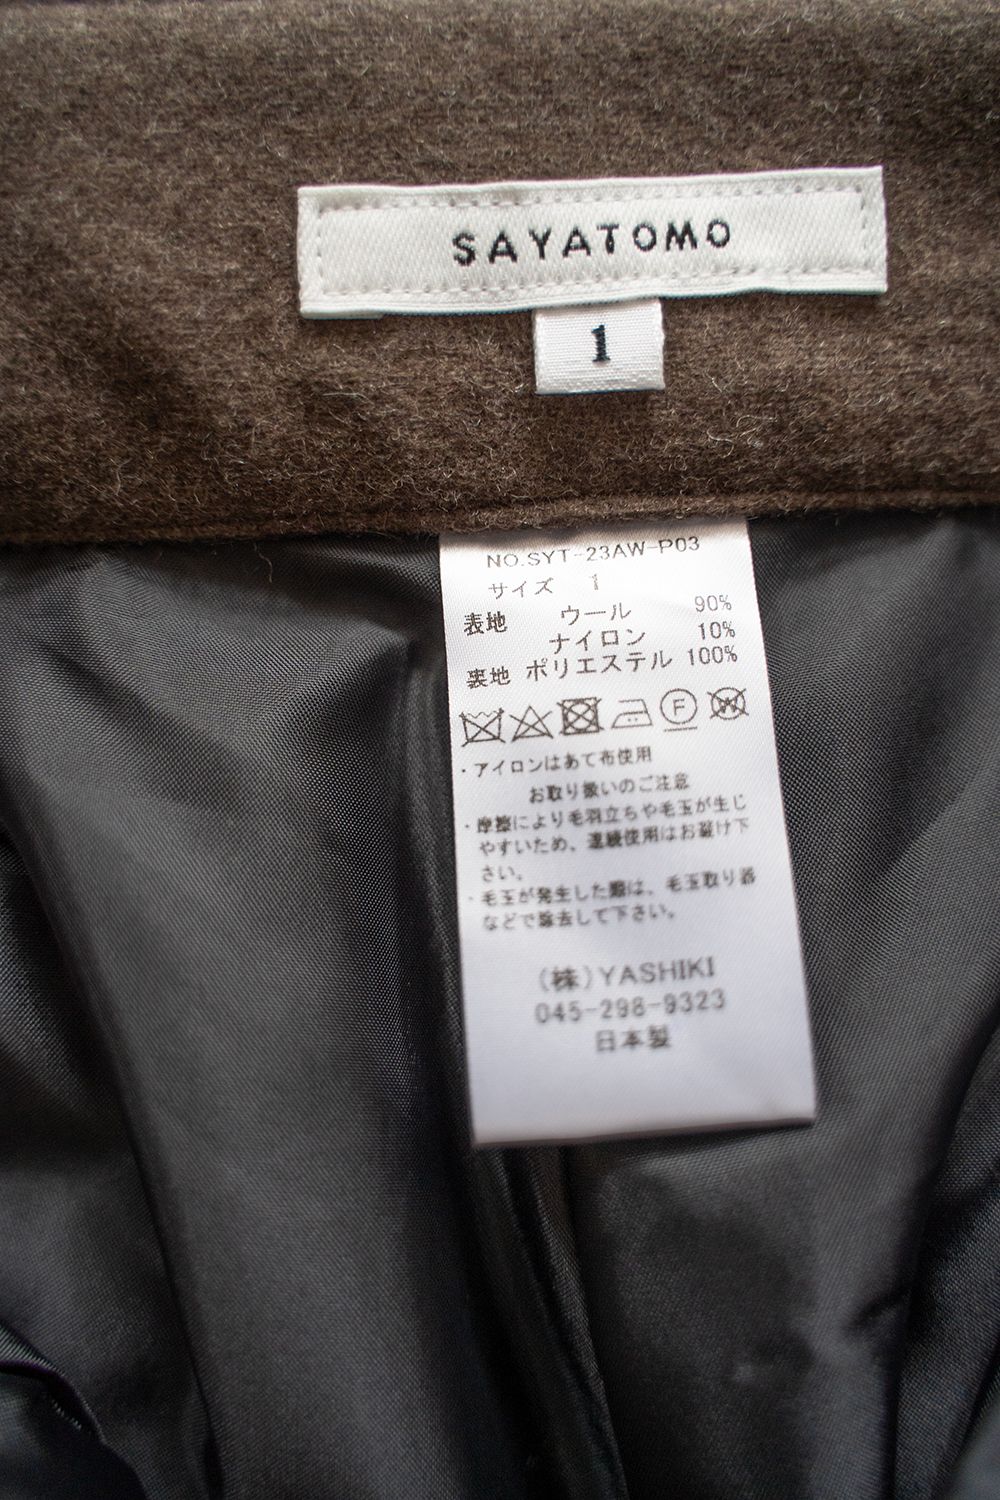 SAYATOMO
1
NO.SYT-23AW-P03
サイズ 1
表地 ウール 90%
ナイロン 10%
裏地 ポリエステル 100%
F W
・アイロンはあて布使用
お取り扱いのご注意
・摩擦により毛羽立ちや毛玉が生じ
やすいため、連続使用はお避け下
さい。
・毛玉が発生した際は、毛玉取り器
などで除去して下さい。
(株)YASHIKI
045-298-9323
日本製